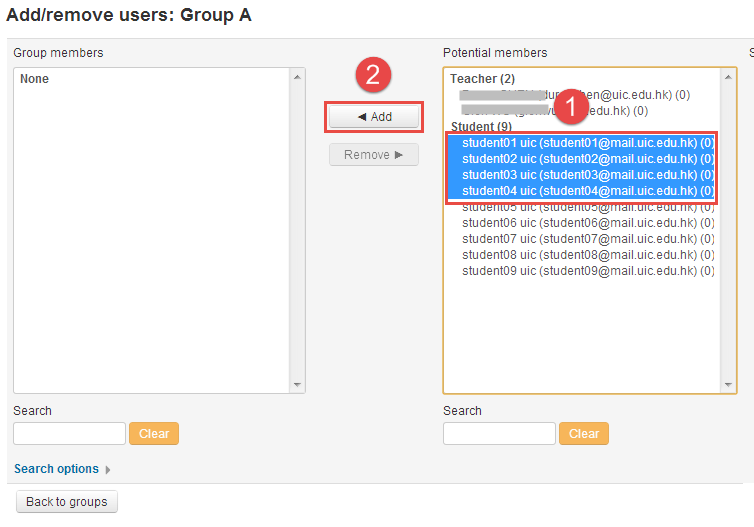 Add/remove users: Group A
Group members
Potential members
S
None
2
Teacher (2)
hen@uic.edu.hk) (0)
edu.hk) (0)
1
Add
Student (9)
student01 uic (student01@mail.uic.edu.hk) (0)
Remove
student02 uic (student02@mail.uic.edu.hk) (0)
student03 uic (student03@mail.uic.edu.hk) (0)
student04 uic (student04@mail.uic.edu.hk) (0)
student05 uic (student05@mail.uic.edu.hk) (0)
student06 uic (student06@mail.uic.edu.hk) (0)
student07 uic (student07@mail.uic.edu.hk) (0)
student08 uic (student08@mail.uic.edu.hk) (0)
student09 uic (student09@mail.uic.edu.hk) (0)
Search
Search
Clear
Clear
Search options
Back to groups